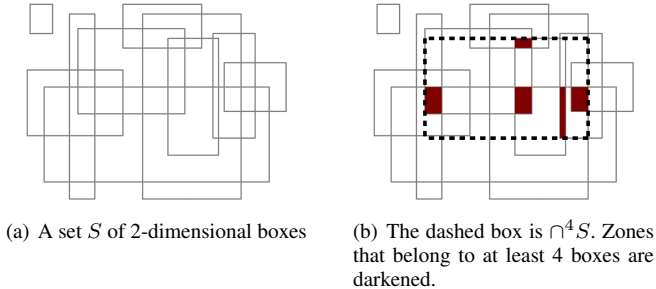 (a) A set S of 2-dimensional boxes
(b) The dashed box is ∩⁴S. Zones
that belong to at least 4 boxes are
darkened.